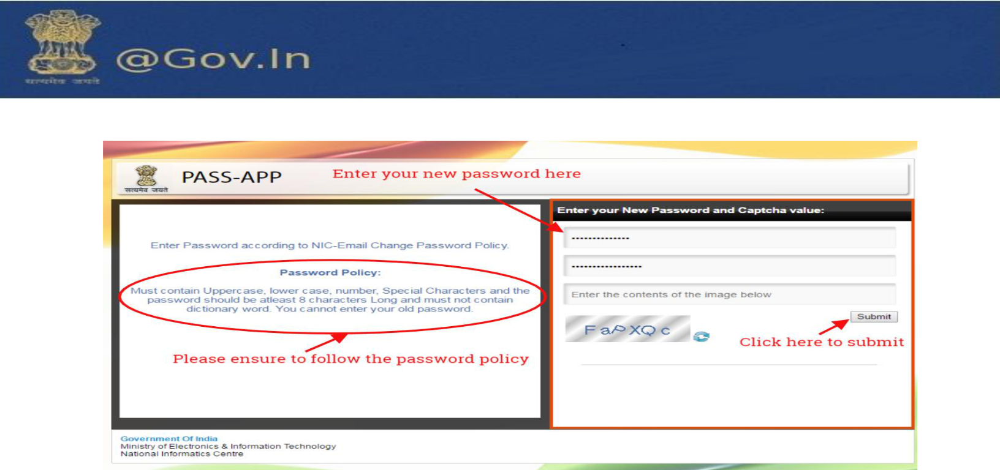 सत्यमेव जयते
@Gov.In
सत्यमेव जयते
PASS-APP
Enter your new password here
Enter Password according to NIC-Email Change Password Policy.
Password Policy:
Must contain Uppercase, lower case, number, Special Characters and the
password should be atleast 8 characters Long and must not contain
dictionary word. You cannot enter your old password.
Please ensure to follow the password policy
Enter your New Password and Captcha value:
••••••••••••••
•••••••••••••••••
Enter the contents of the image below
Submit
FaPXQc
Click here to submit
Government Of India
Ministry of Electronics & Information Technology
National Informatics Centre